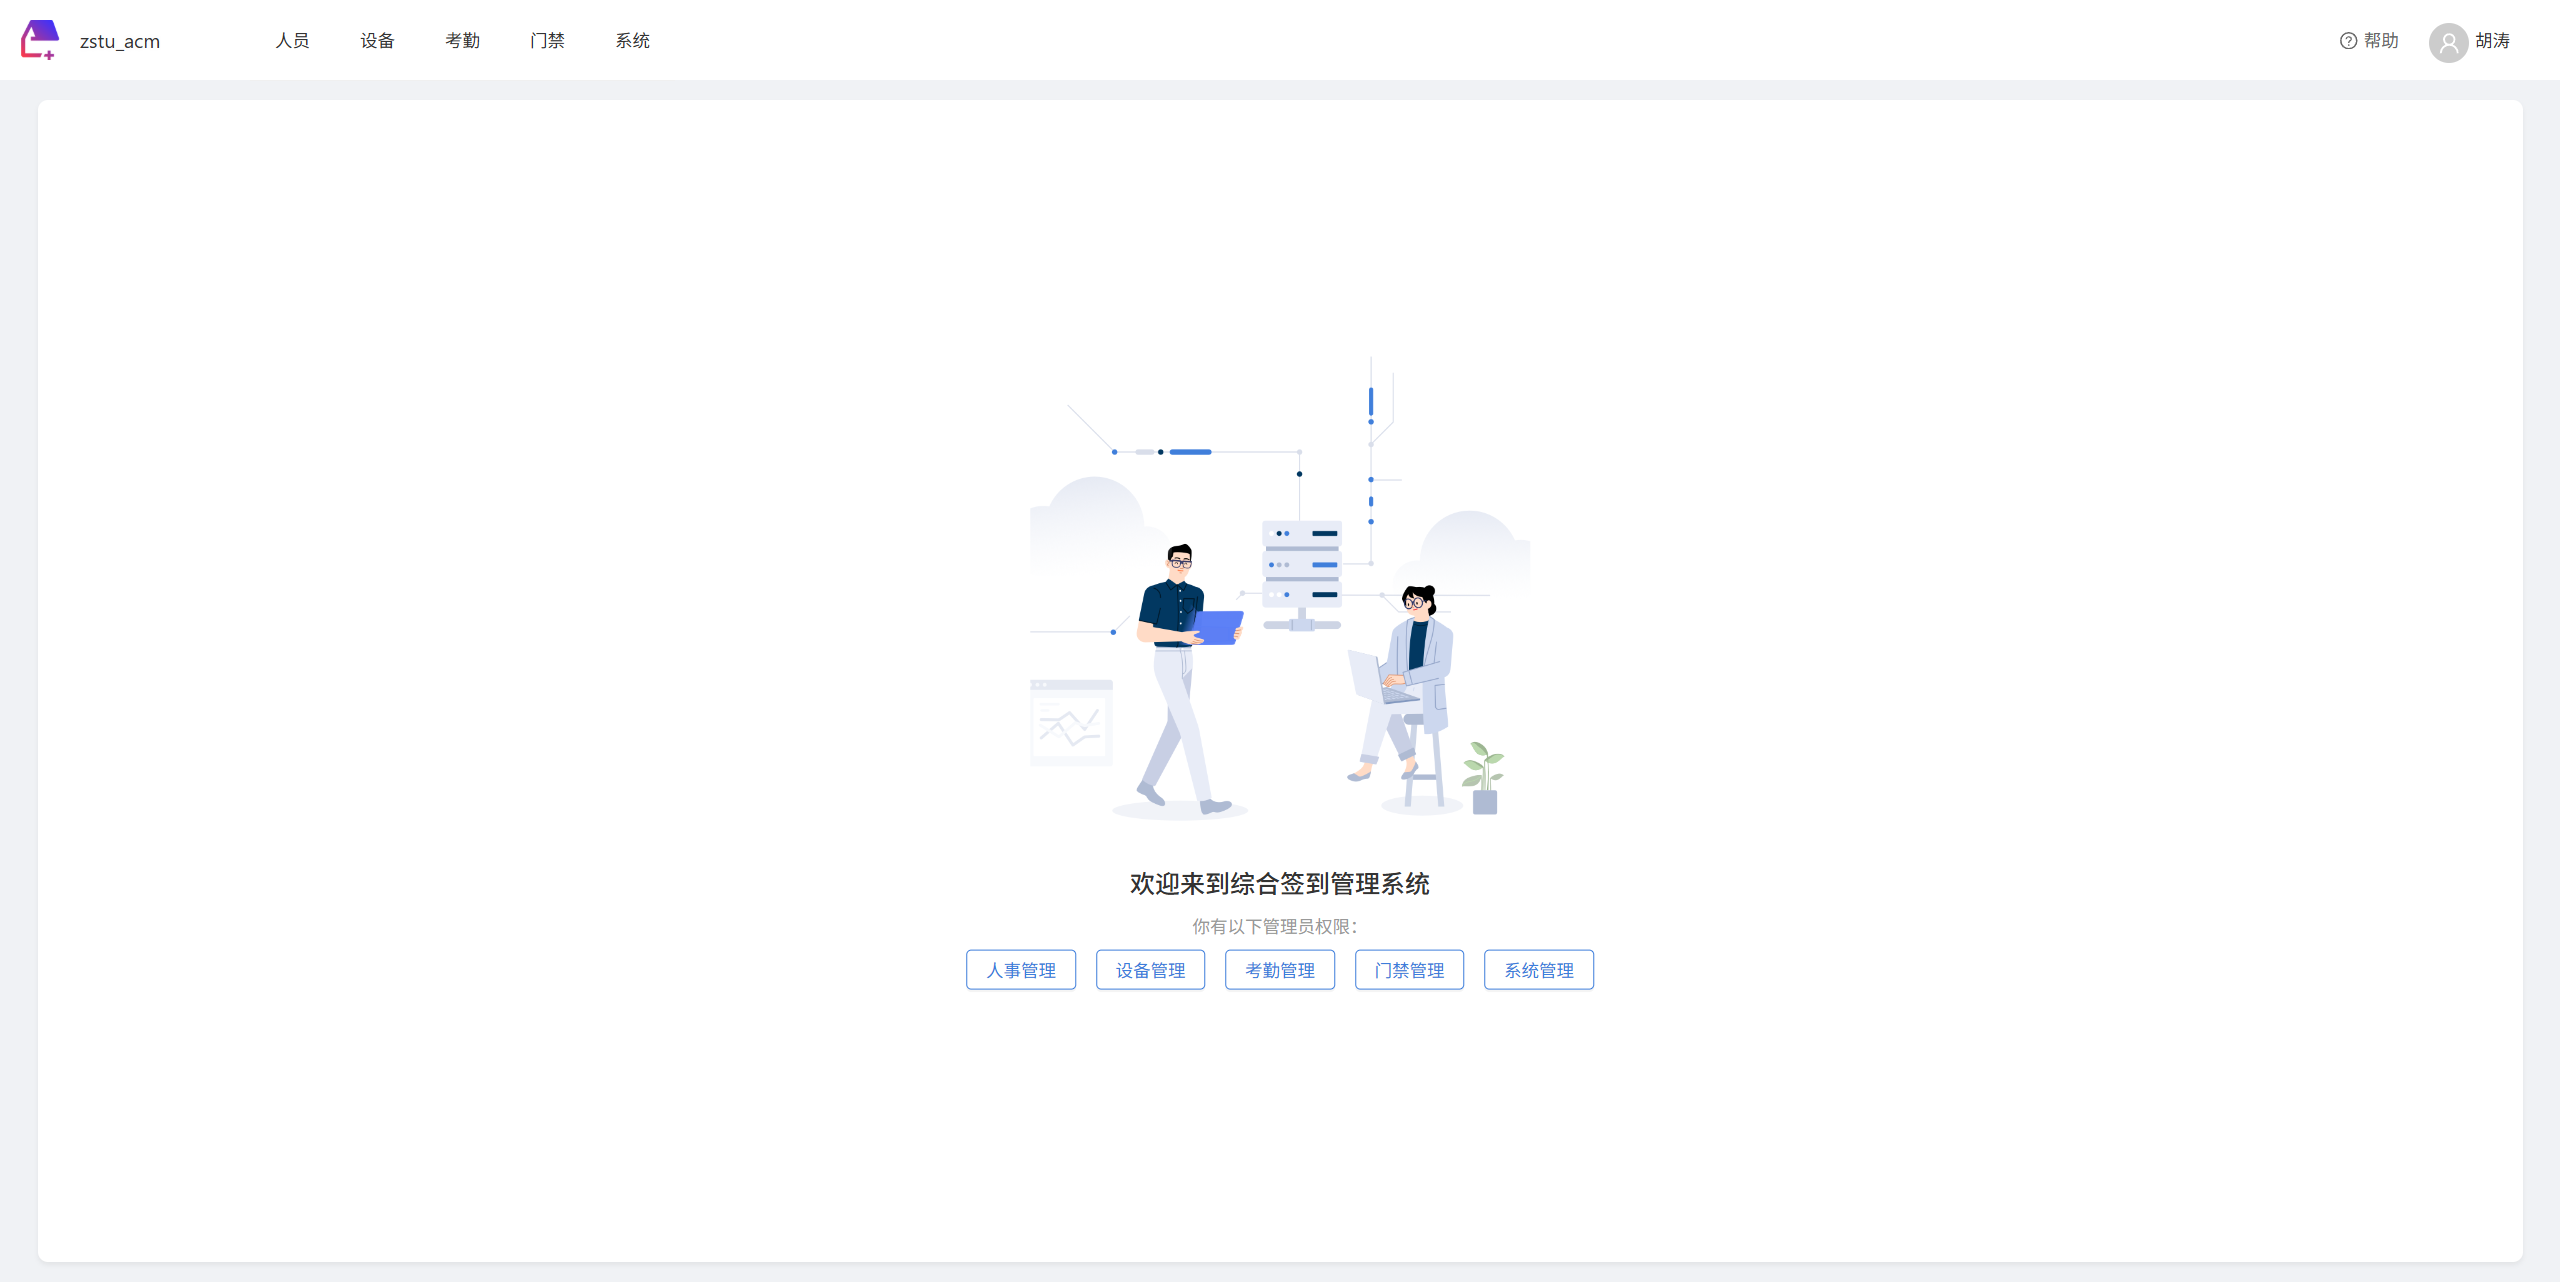 zstu_acm 人员 设备 考勤 门禁 系统 帮助 胡涛
欢迎来到综合签到管理系统
你有以下管理员权限：
人事管理 设备管理 考勤管理 门禁管理 系统管理